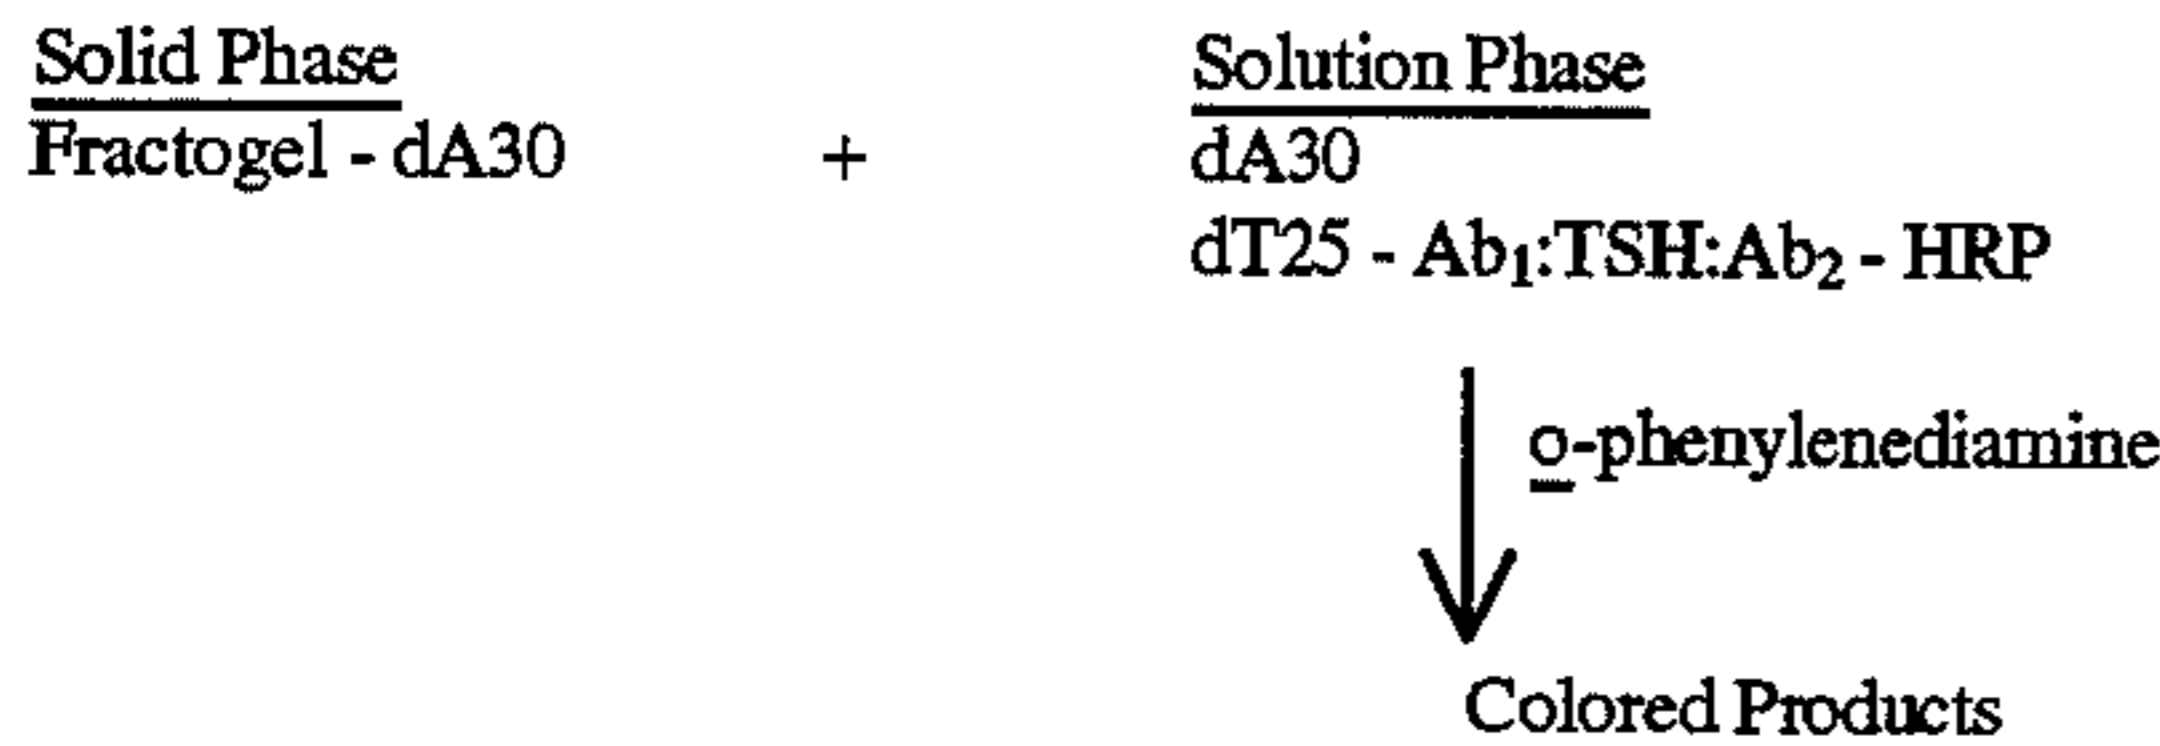 Solid Phase
Fractogel - dA30 +
Solution Phase
dA30
dT25 - Ab₁:TSH:Ab₂ - HRP
o-phenylenediamine
Colored Products